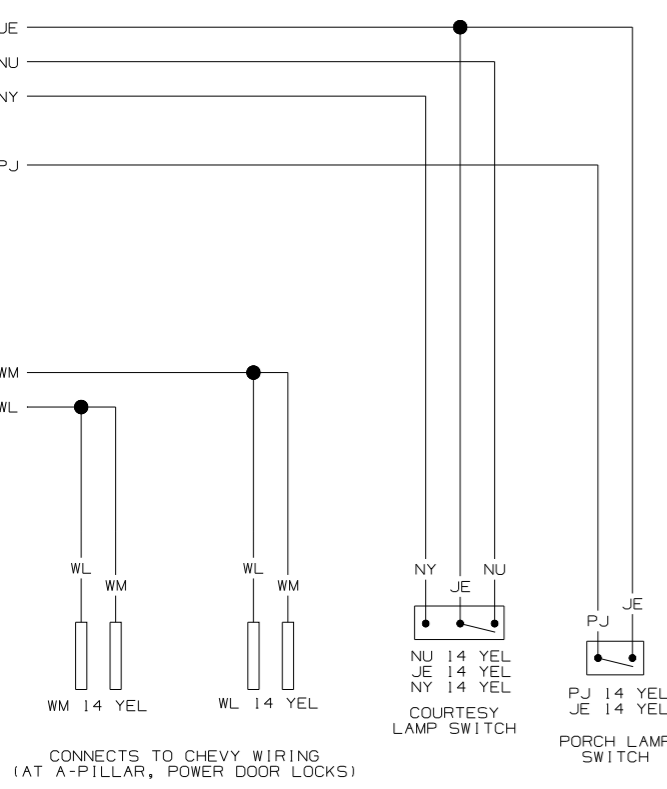 JE
NU
NY
PJ
WM
WL
WL
WM
WL
WM
NY
JE
NU
PJ
JE
WM 14 YEL
WL 14 YEL
NU 14 YEL
JE 14 YEL
NY 14 YEL
COURTESY
LAMP SWITCH
PJ 14 YEL
JE 14 YEL
PORCH LAMP
SWITCH
CONNECTS TO CHEVY WIRING
(AT A-PILLAR, POWER DOOR LOCKS)